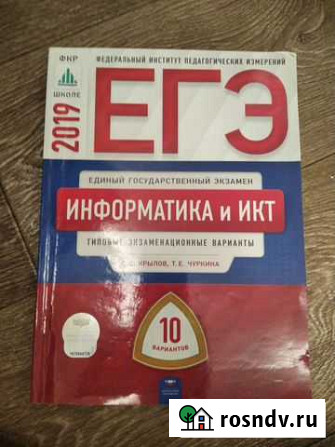 ФКР
ШКОЛЕ
ФЕДЕРАЛЬНЫЙ ИНСТИТУТ ПЕДАГОГИЧЕСКИХ ИЗМЕРЕНИЙ
2019
ЕГЭ
ЕДИНЫЙ ГОСУДАРСТВЕННЫЙ ЭКЗАМЕН
ИНФОРМАТИКА и ИКТ
ТИПОВЫЕ ЭКЗАМЕНАЦИОННЫЕ ВАРИАНТЫ
КРЫЛОВ, Т. Е. ЧУРКИНА
10
ВАРИАНТОВ
rosndv.ru